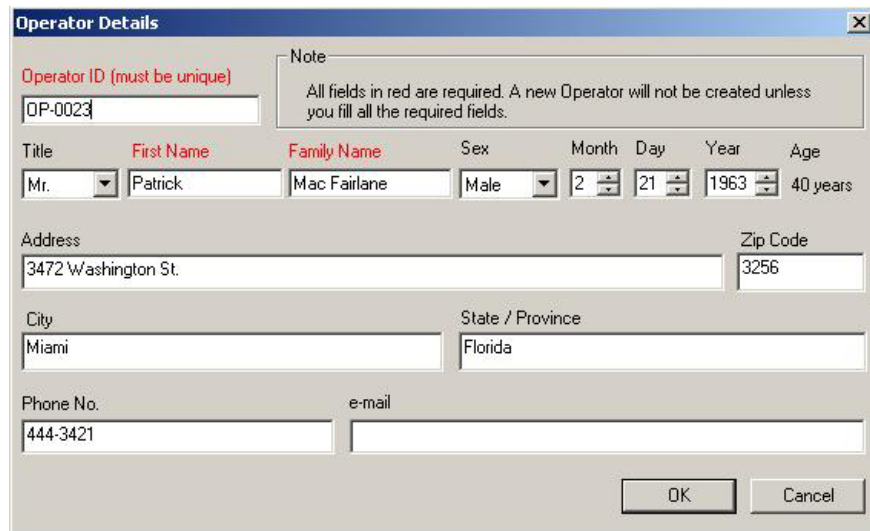 Operator Details
Note
Operator ID (must be unique)
All fields in red are required. A new Operator will not be created unless
you fill all the required fields.
OP-0023
Title First Name Family Name Sex Month Day Year Age
Mr. Patrick Mac Fairlane Male 2 21 1963 40 years
Address Zip Code
3472 Washington St. 3256
City State / Province
Miami Florida
Phone No. e-mail
444-3421
OK Cancel